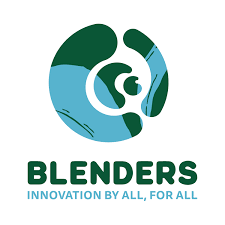 BLENDERS
INNOVATION BY ALL, FOR ALL